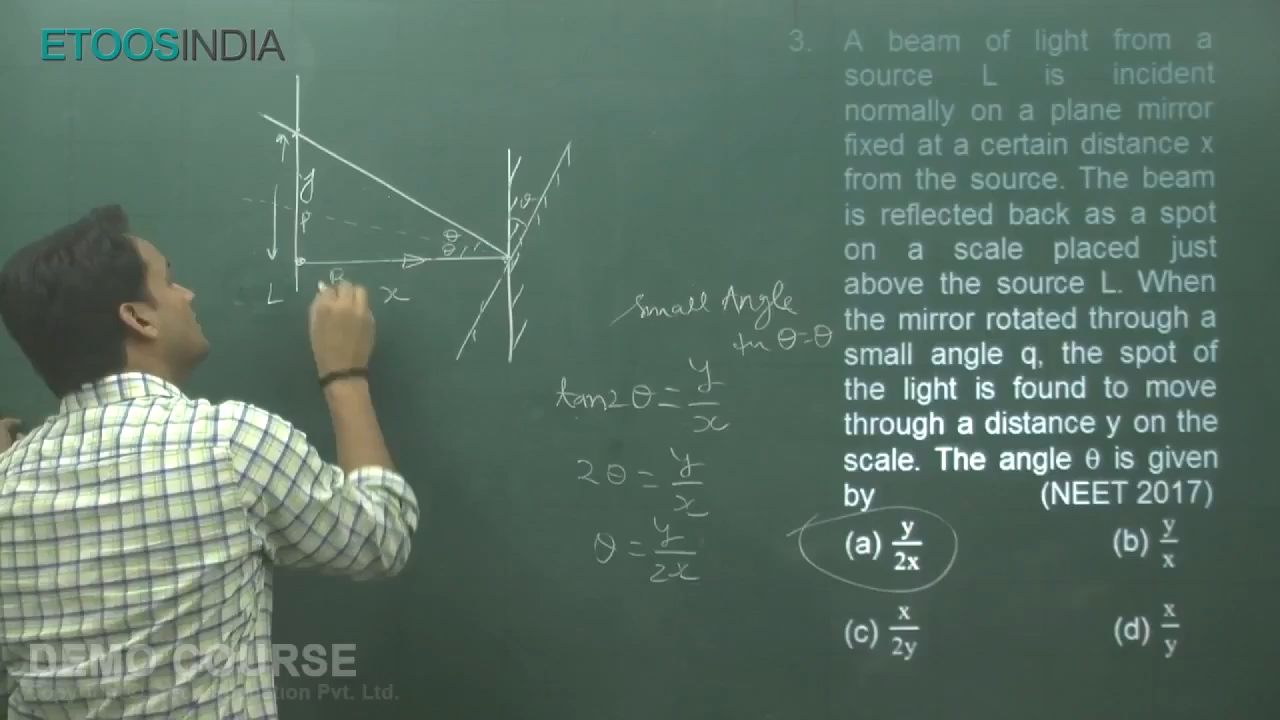 ETOOSINDIA
3. A beam of light from a
source L is incident
normally on a plane mirror
fixed at a certain distance x
from the source. The beam
is reflected back as a spot
on a scale placed just
above the source L. When
the mirror rotated through a
small angle q, the spot of
the light is found to move
through a distance y on the
scale. The angle θ is given
by (NEET 2017)
(a) y/2x (b) y/x
(c) x/2y (d) x/y
y
P
θ
θ
θ
L
x
Small Angle
θ=θ
tan2θ = y/x
2θ = y/x
θ = y/2x
DEMO COURSE
Pvt. Ltd.